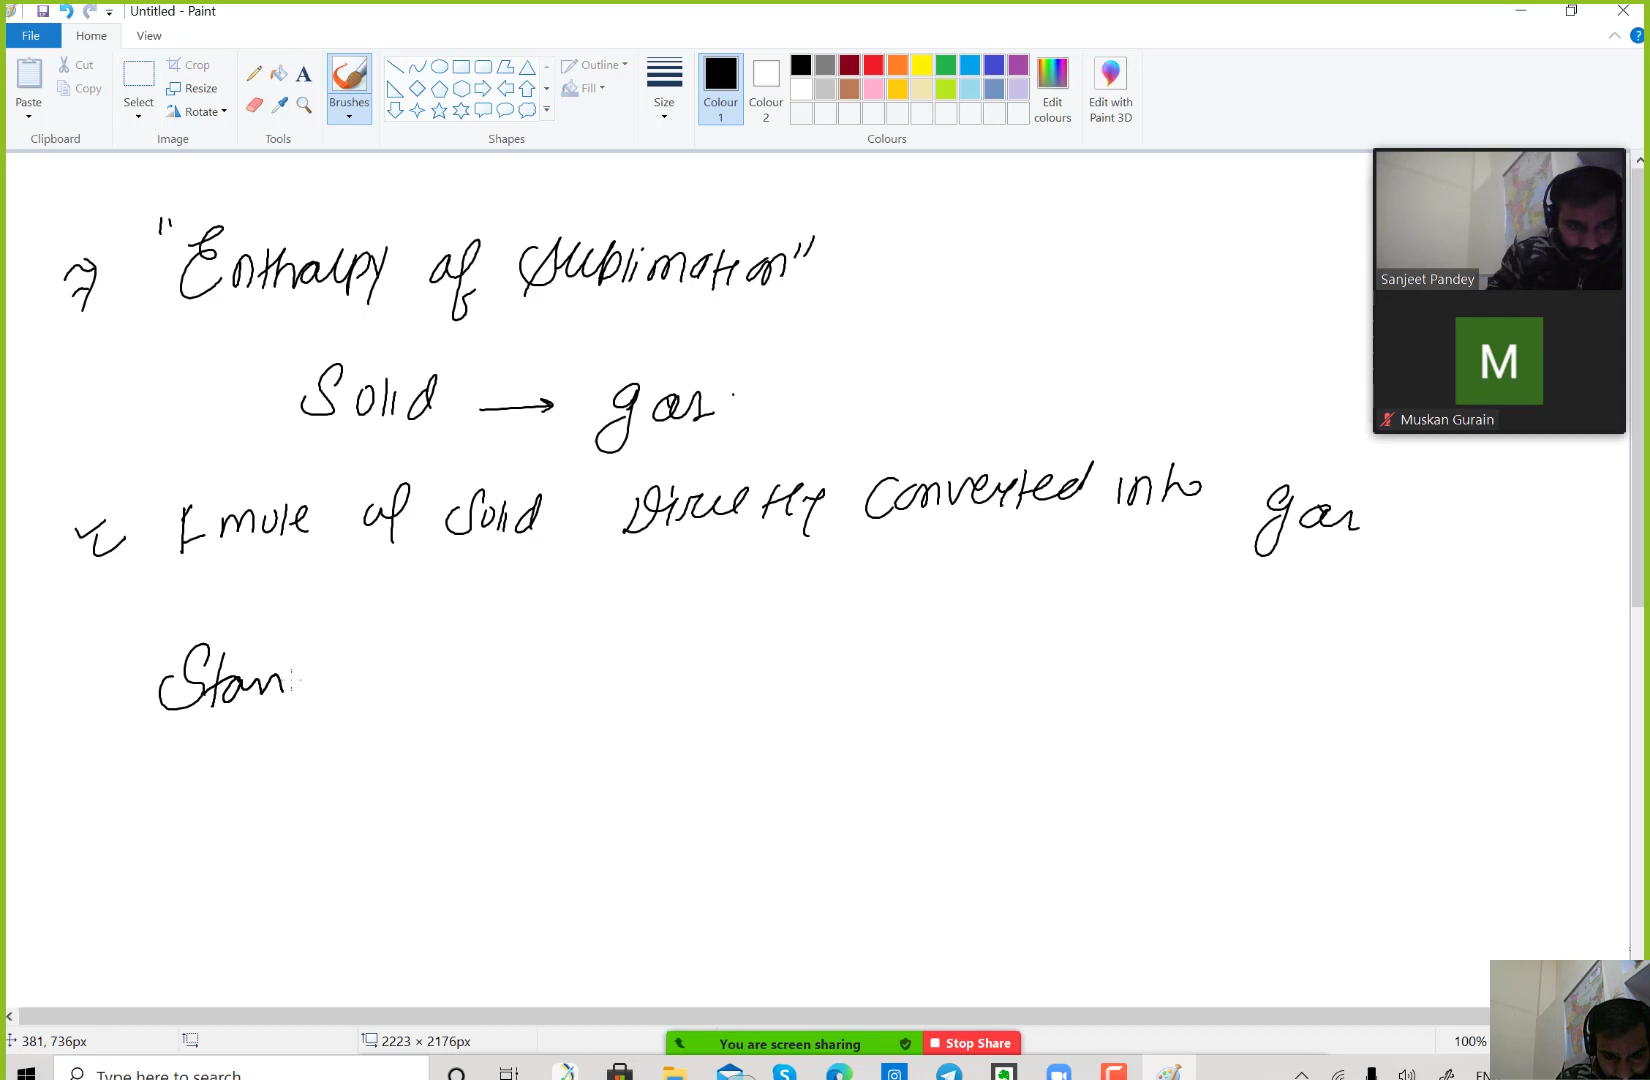 Untitled - Paint
File Home View
Paste Cut Copy Clipboard
Select Crop Resize Rotate Image
Tools
Brushes
Shapes Outline Fill
Size
Colour 1 Colour 2 Edit colours Colours
Edit with Paint 3D
"Enthalpy of Sublimation"
Solid → gas
1 mole of Solid Directly Converted into gas
Stan
Sanjeet Pandey
M
Muskan Gurain
381, 736px
2223 × 2176px
You are screen sharing
Stop Share
100%
Type here to search